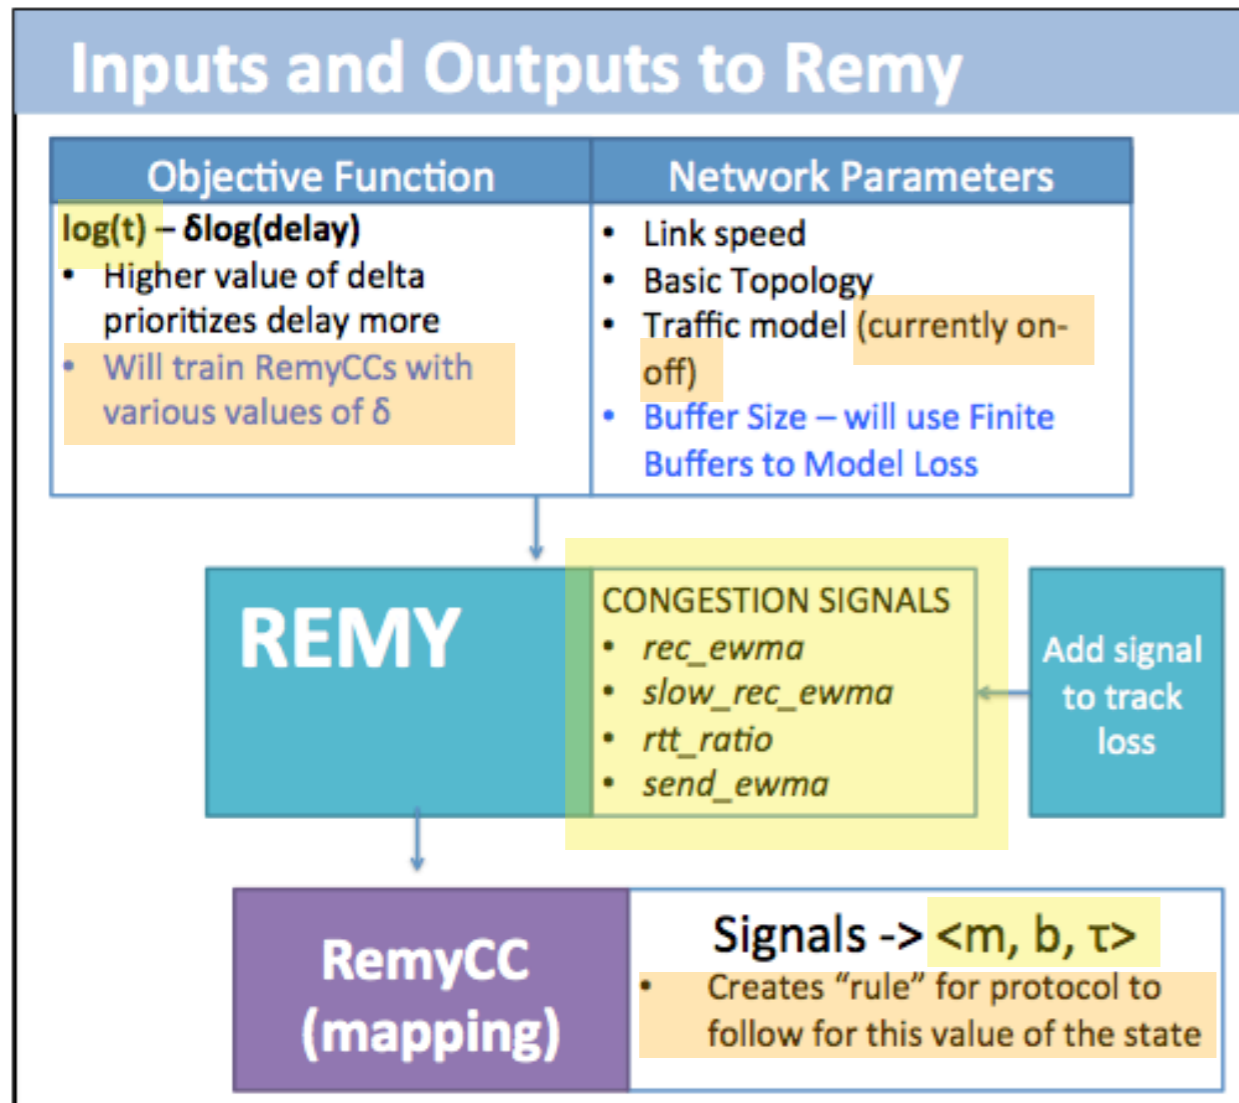 Inputs and Outputs to Remy
Objective Function
log(t) – δlog(delay)
• Higher value of delta
prioritizes delay more
• Will train RemyCCs with
various values of δ
Network Parameters
• Link speed
• Basic Topology
• Traffic model (currently on-
off)
• Buffer Size – will use Finite
Buffers to Model Loss
REMY
CONGESTION SIGNALS
• rec_ewma
• slow_rec_ewma
• rtt_ratio
• send_ewma
Add signal
to track
loss
RemyCC
(mapping)
Signals -> <m, b, τ>
• Creates “rule” for protocol to
follow for this value of the state